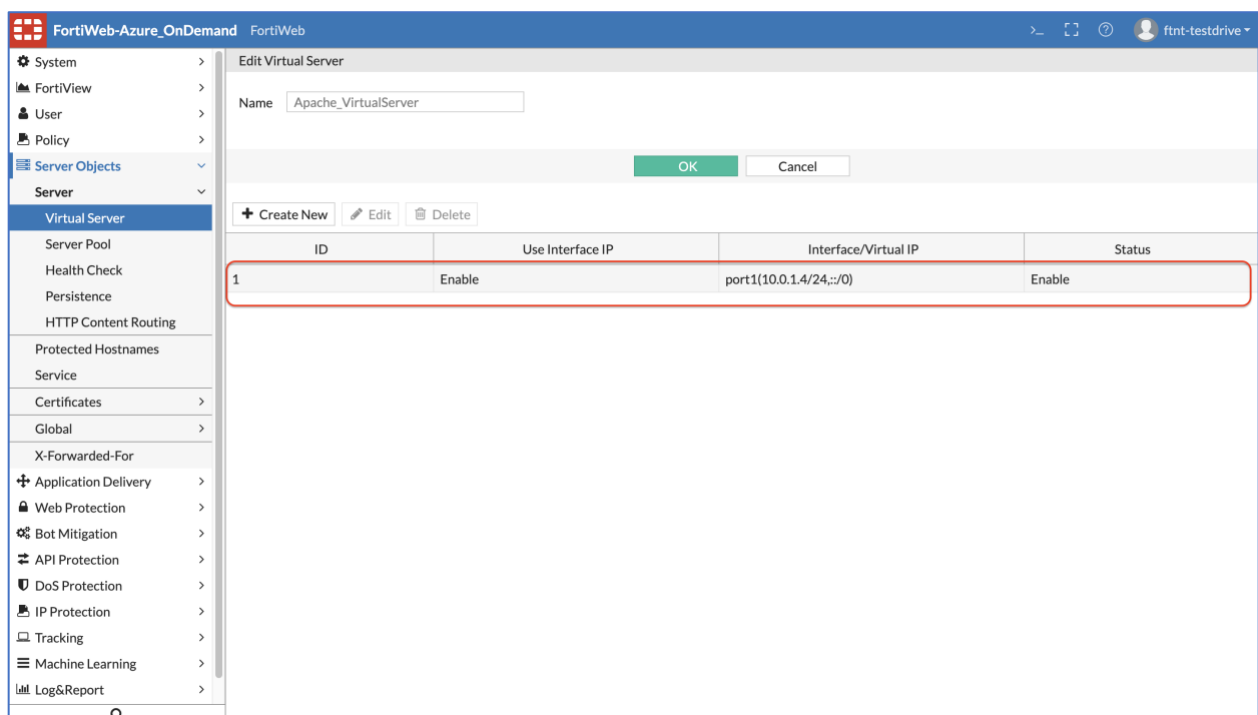 FortiWeb-Azure_OnDemand FortiWeb >_ ftnt-testdrive
System
FortiView
User
Policy
Server Objects
Server
Virtual Server
Server Pool
Health Check
Persistence
HTTP Content Routing
Protected Hostnames
Service
Certificates
Global
X-Forwarded-For
Application Delivery
Web Protection
Bot Mitigation
API Protection
DoS Protection
IP Protection
Tracking
Machine Learning
Log&Report
Edit Virtual Server
Name Apache_VirtualServer
OK Cancel
+ Create New Edit Delete
ID Use Interface IP Interface/Virtual IP Status
1 Enable port1(10.0.1.4/24,::/0) Enable